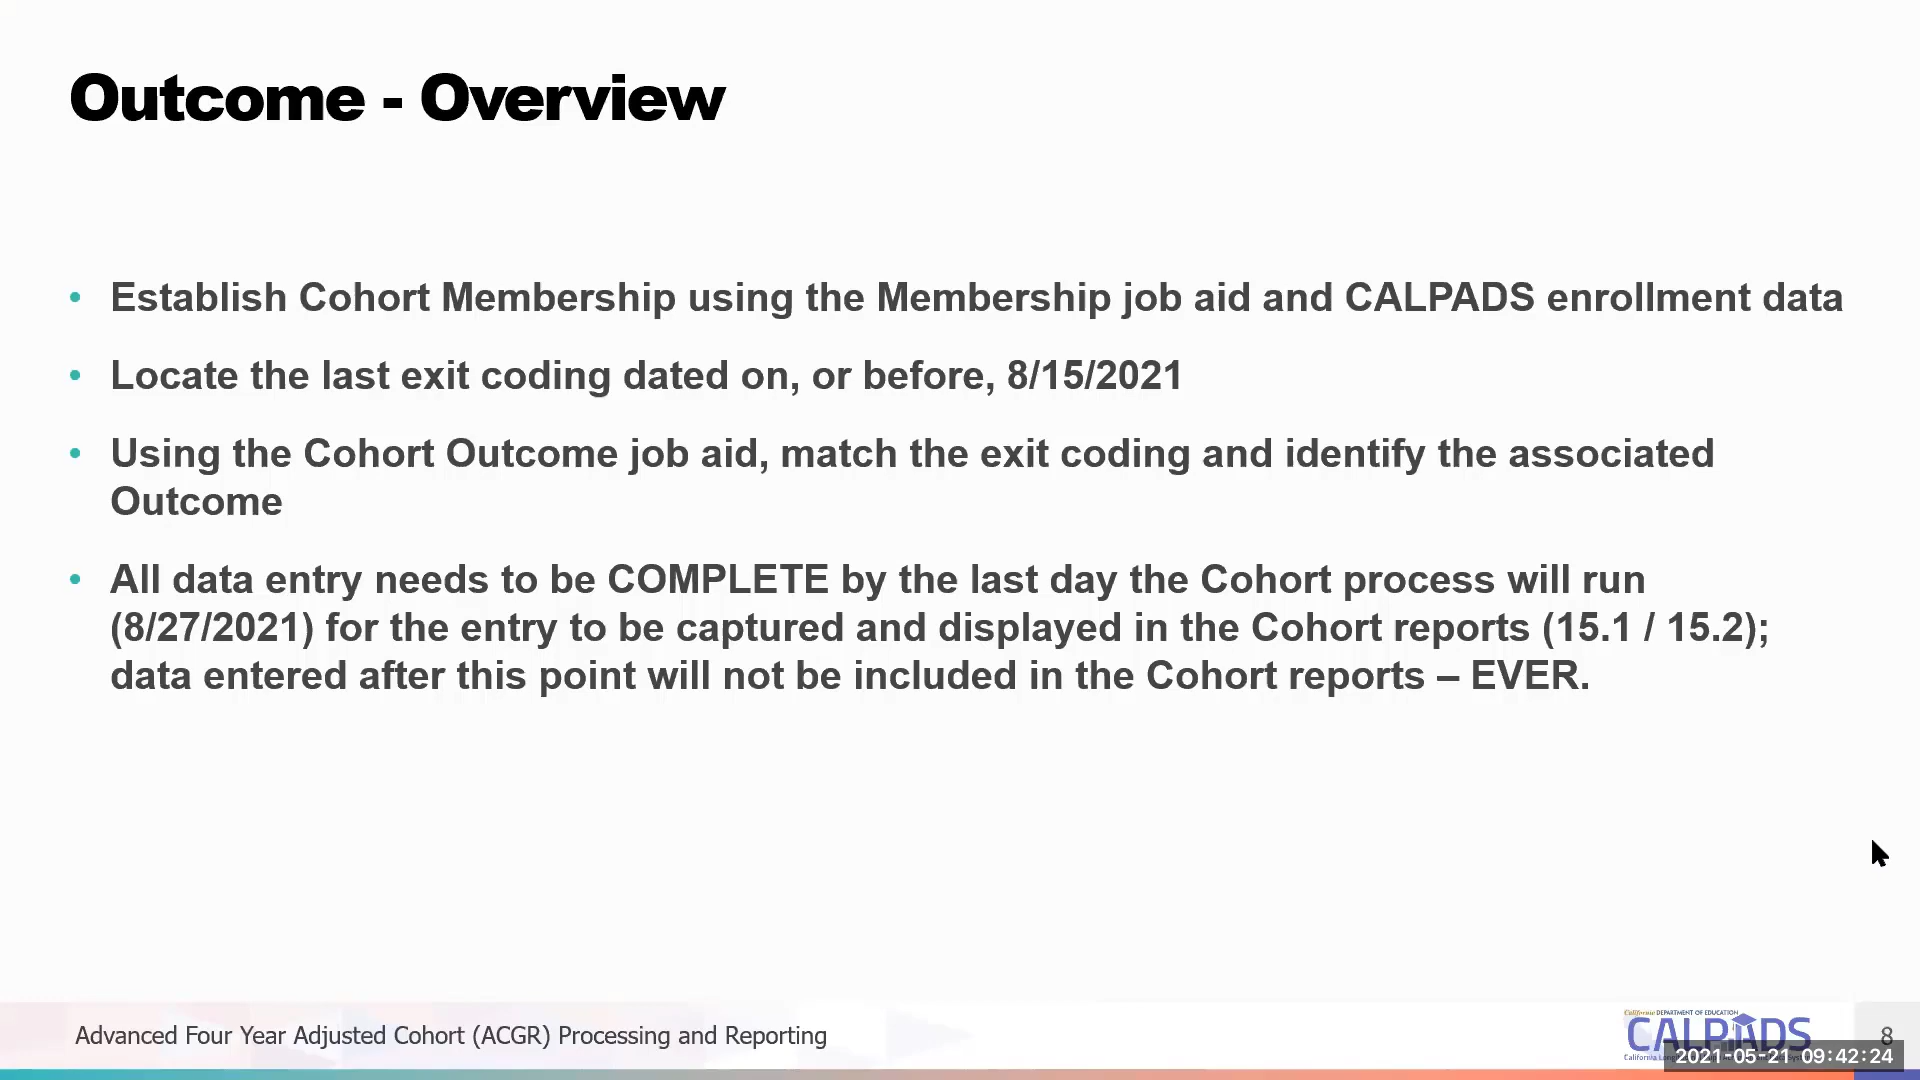 Outcome - Overview
• Establish Cohort Membership using the Membership job aid and CALPADS enrollment data
• Locate the last exit coding dated on, or before, 8/15/2021
• Using the Cohort Outcome job aid, match the exit coding and identify the associated
Outcome
• All data entry needs to be COMPLETE by the last day the Cohort process will run
(8/27/2021) for the entry to be captured and displayed in the Cohort reports (15.1 / 15.2);
data entered after this point will not be included in the Cohort reports – EVER.
Advanced Four Year Adjusted Cohort (ACGR) Processing and Reporting
California DEPARTMENT OF EDUCATION
CALPADS
8
2021-05-21 09:42:24